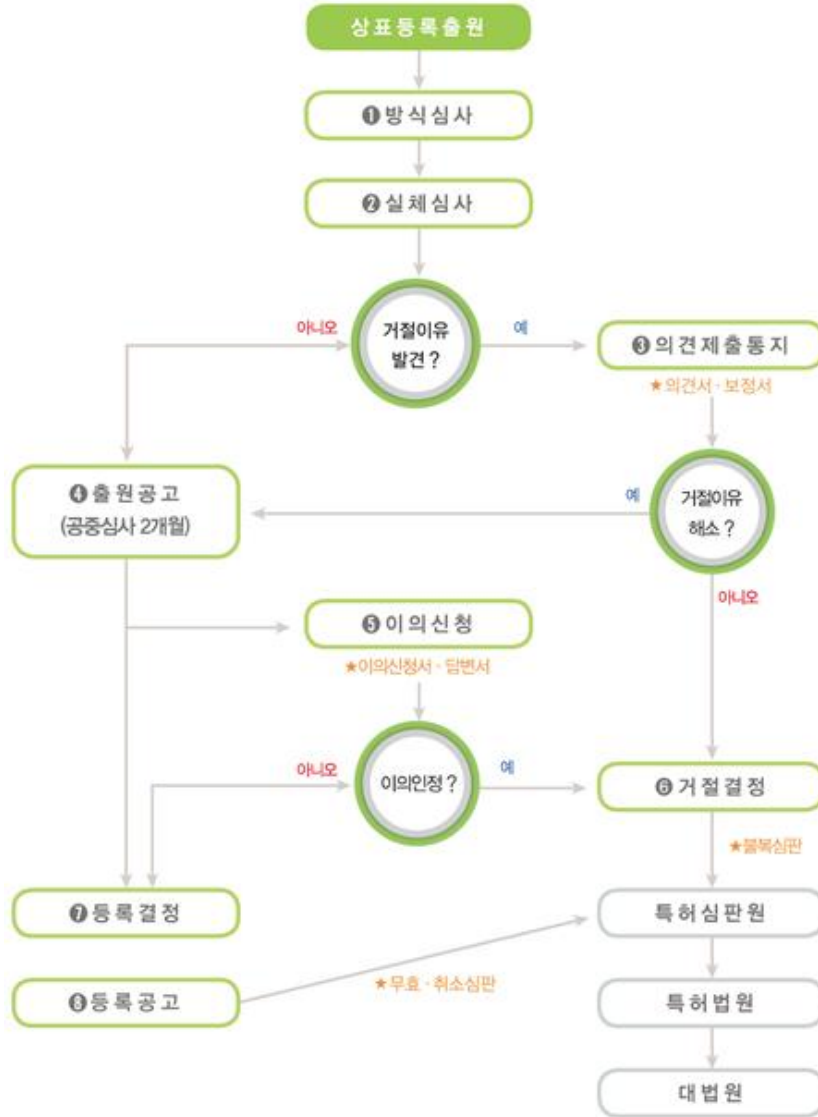 상표등록출원
❶방식심사
❷실체심사
거절이유
발견?
아니오
예
❸의견제출통지
★의견서·보정서
❹출원공고
(공중심사 2개월)
예
거절이유
해소?
아니오
❺이의신청
★이의신청서·답변서
아니오
이의인정?
예
❻거절결정
★불복심판
❼등록결정
특허심판원
❽등록공고
★무효·취소심판
특허법원
대법원